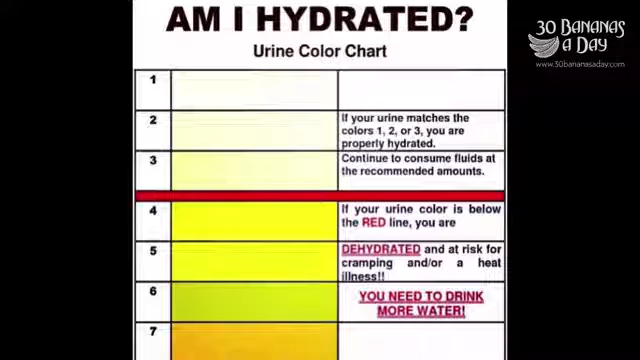 AM I HYDRATED?
Urine Color Chart
30 BANANAS
A DAY
www.30bananasaday.com
1
2
If your urine matches the
colors 1, 2, or 3, you are
properly hydrated.
3
Continue to consume fluids at
the recommended amounts.
4
If your urine color is below
the RED line, you are
5
DEHYDRATED and at risk for
cramping and/or a heat
illness!!
6
YOU NEED TO DRINK
MORE WATER!
7